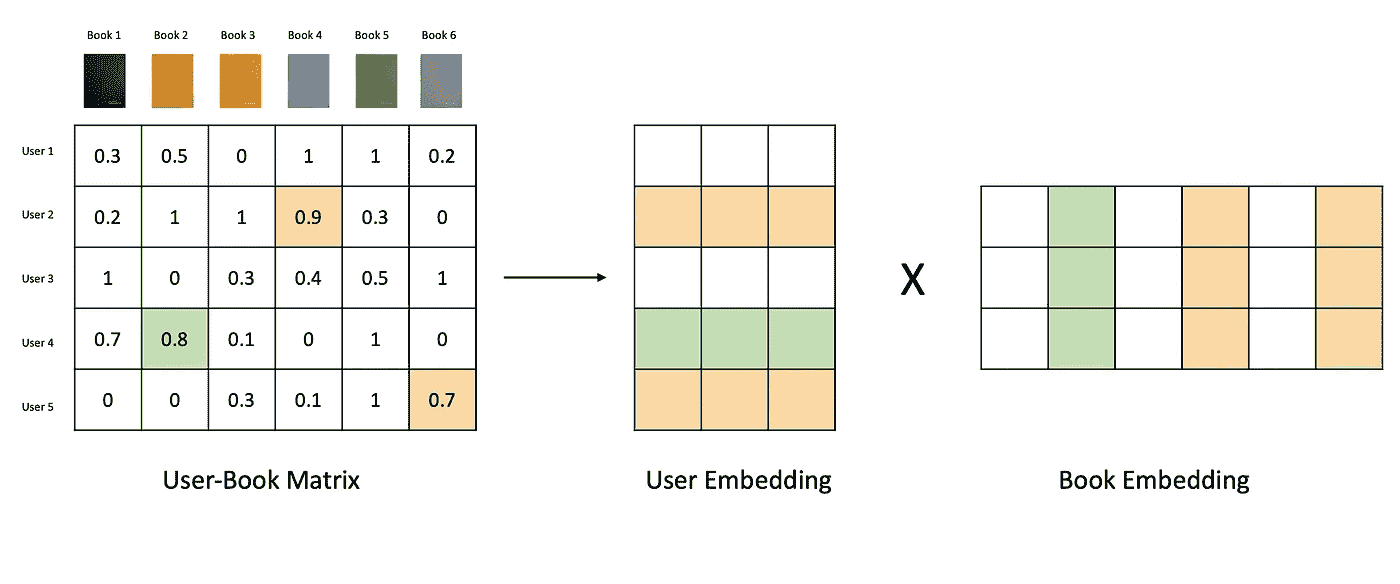 Book 1 Book 2 Book 3 Book 4 Book 5 Book 6
User 1 0.3 0.5 0 1 1 0.2
User 2 0.2 1 1 0.9 0.3 0
User 3 1 0 0.3 0.4 0.5 1
X
User 4 0.7 0.8 0.1 0 1 0
User 5 0 0 0.3 0.1 1 0.7
User-Book Matrix User Embedding Book Embedding